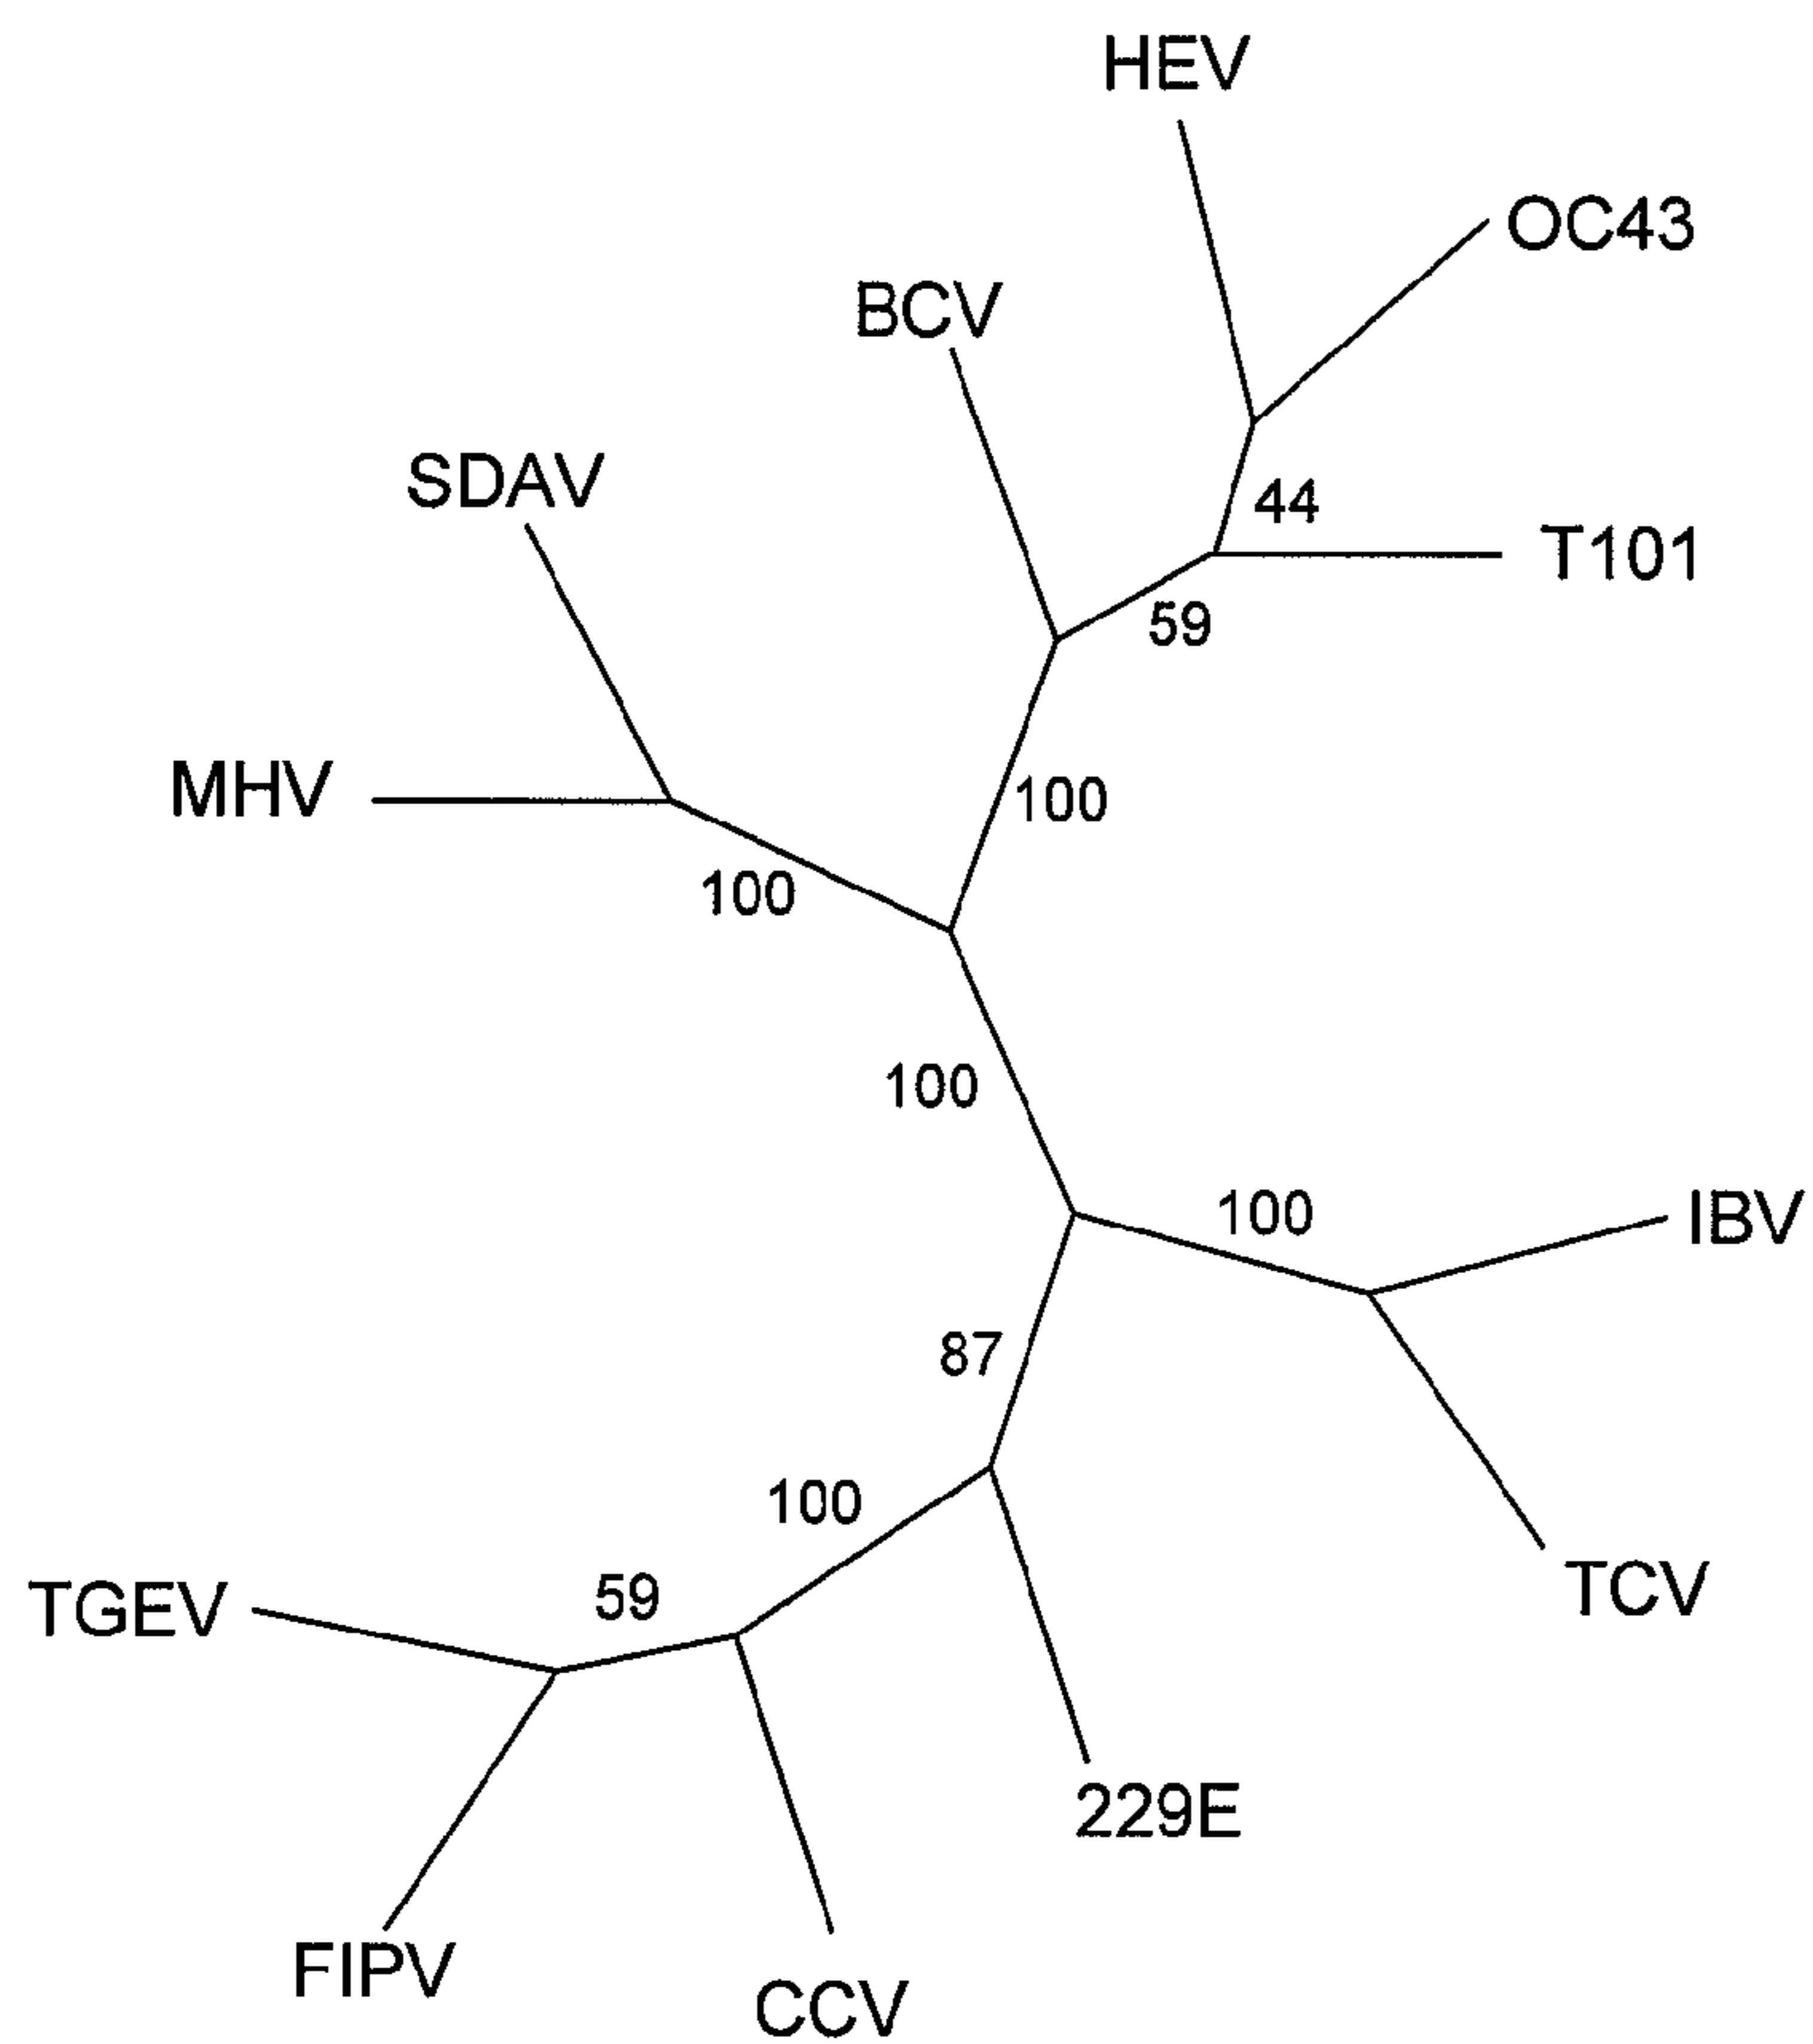 HEV
OC43
BCV
SDAV
44
T101
59
MHV
100
100
100
100
IBV
87
100
TCV
59
TGEV
229E
FIPV
CCV